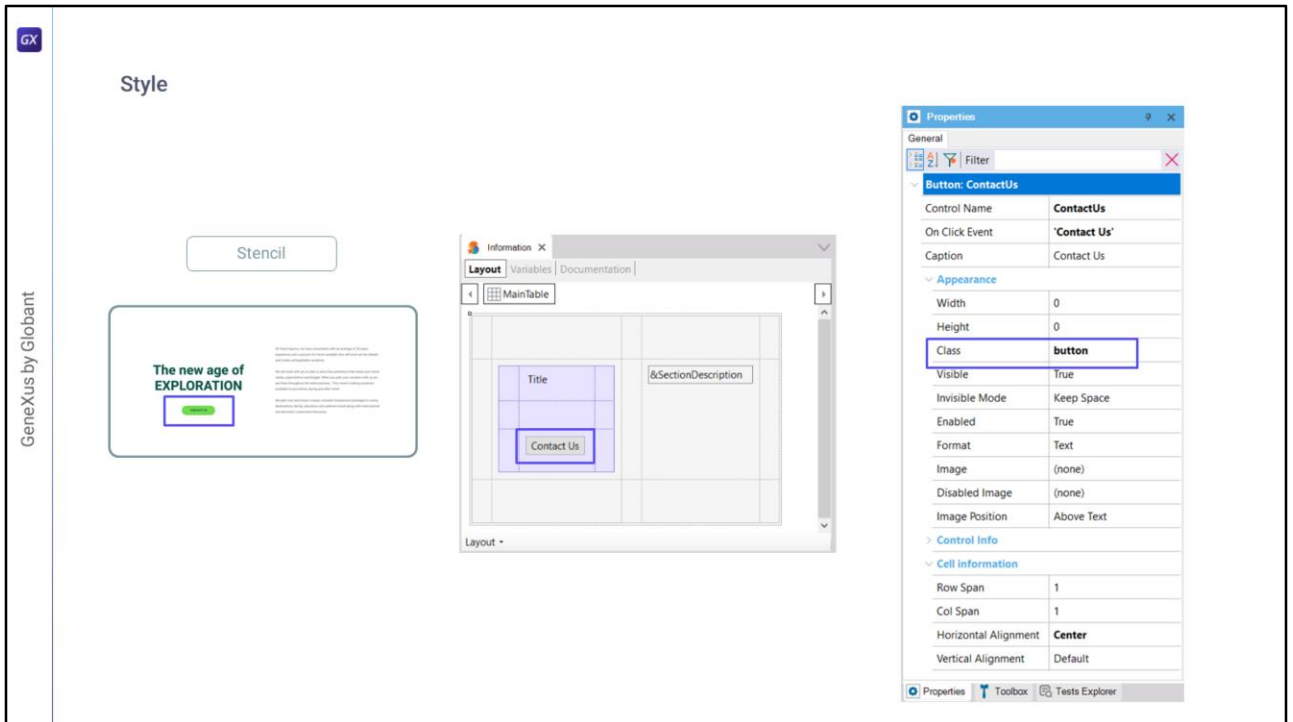 GX
GeneXus by Globant
Style
Stencil
The new age of
EXPLORATION
CONTACT US
Information
Layout Variables Documentation
MainTable
Title
&SectionDescription
Contact Us
Layout
Properties
General
Filter
Button: ContactUs
Control Name ContactUs
On Click Event 'Contact Us'
Caption Contact Us
Appearance
Width 0
Height 0
Class button
Visible True
Invisible Mode Keep Space
Enabled True
Format Text
Image (none)
Disabled Image (none)
Image Position Above Text
Control Info
Cell information
Row Span 1
Col Span 1
Horizontal Alignment Center
Vertical Alignment Default
Properties Toolbox Tests Explorer